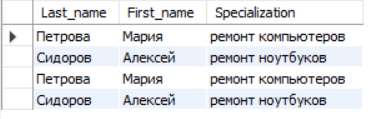 Last_name First_name Specialization
Петрова Мария ремонт компьютеров
Сидоров Алексей ремонт ноутбуков
Петрова Мария ремонт компьютеров
Сидоров Алексей ремонт ноутбуков